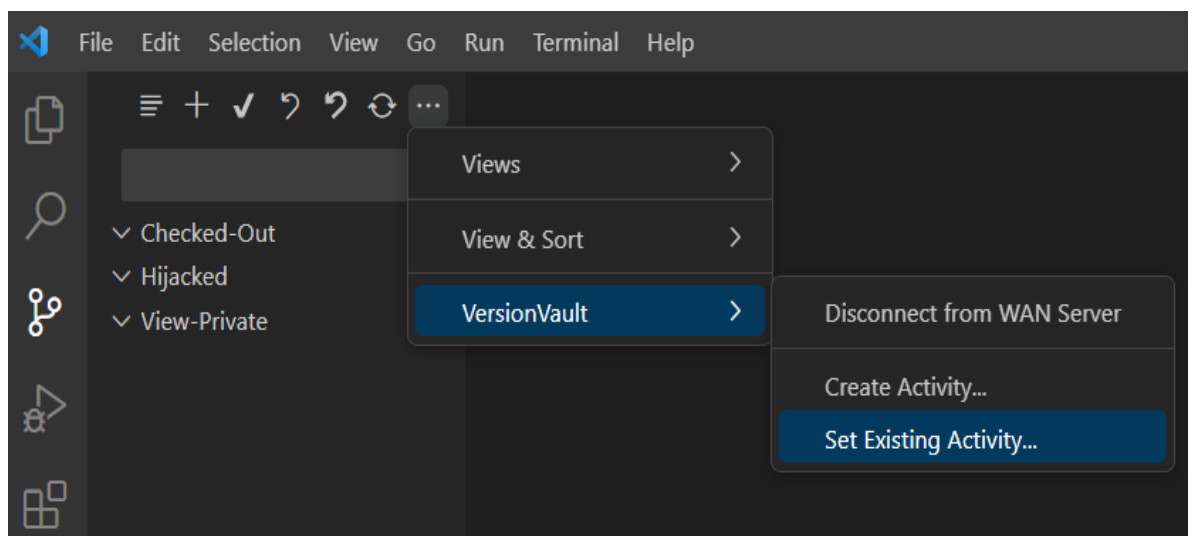 File Edit Selection View Go Run Terminal Help
Views
Checked-Out
View & Sort
Hijacked
View-Private
VersionVault
Disconnect from WAN Server
Create Activity...
Set Existing Activity...